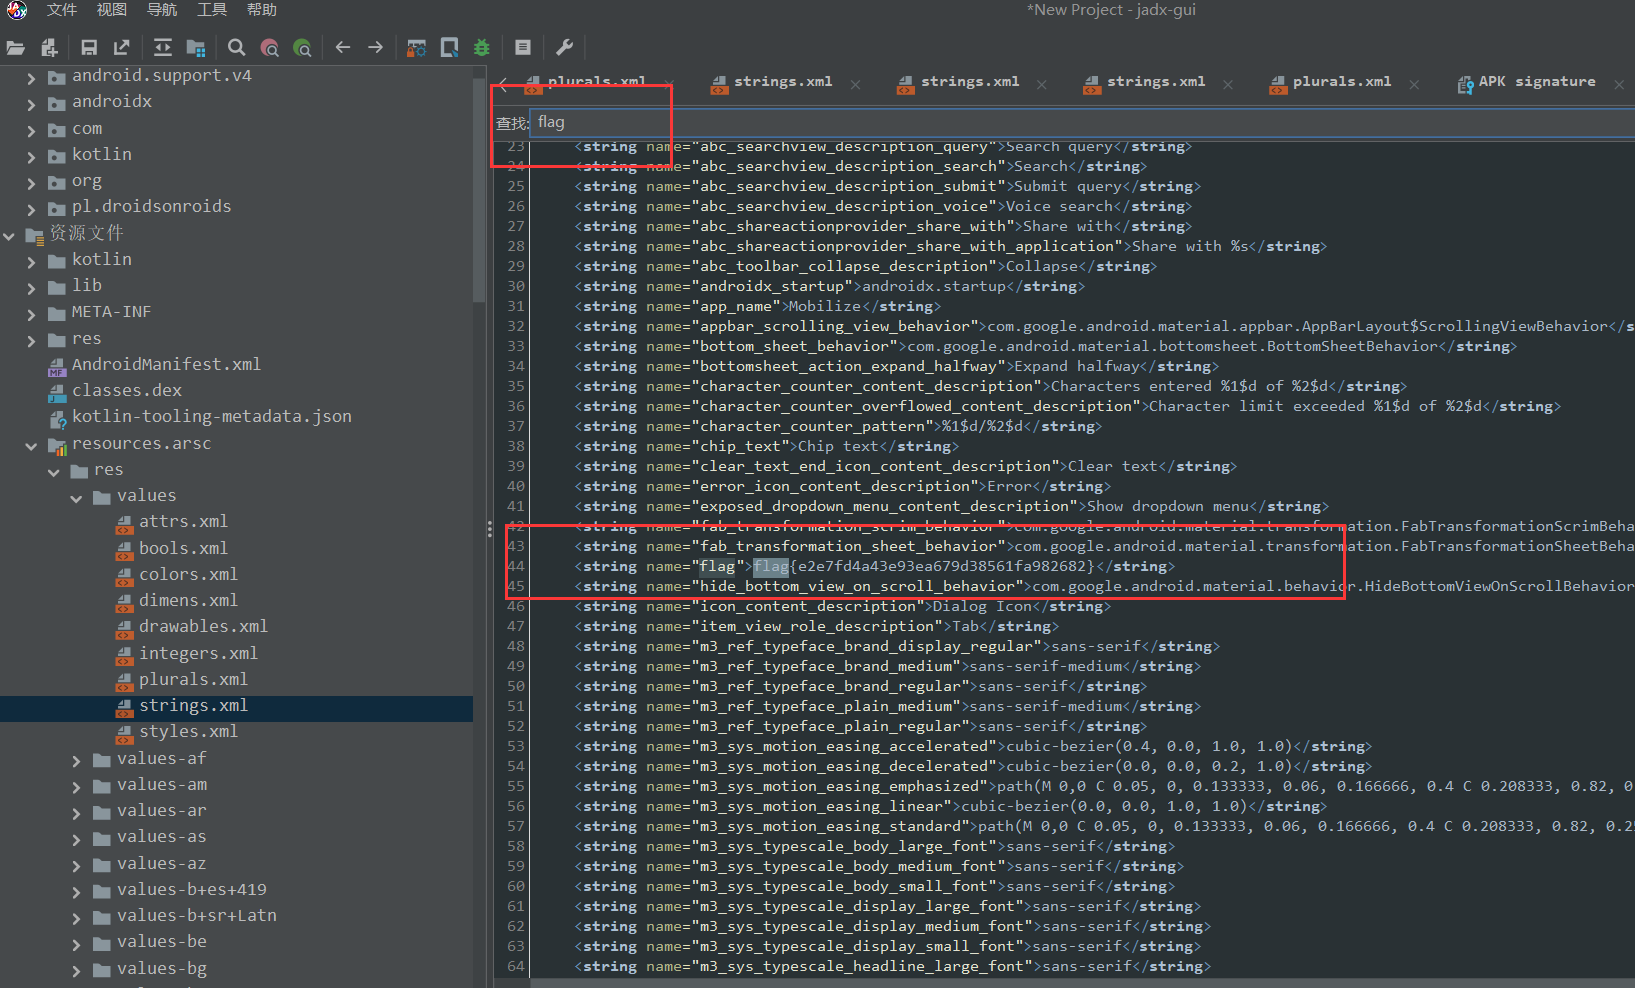 文件 视图 导航 工具 帮助
*New Project - jadx-gui
android.support.v4
androidx
com
kotlin
org
pl.droidsonroids
资源文件
kotlin
lib
META-INF
res
AndroidManifest.xml
classes.dex
kotlin-tooling-metadata.json
resources.arsc
res
values
attrs.xml
bools.xml
colors.xml
dimens.xml
drawables.xml
integers.xml
plurals.xml
strings.xml
styles.xml
values-af
values-am
values-ar
values-as
values-az
values-b+es+419
values-b+sr+Latn
values-be
values-bg
plurals.xml strings.xml strings.xml strings.xml plurals.xml APK signature
查找: flag
23 <string name="abc_searchview_description_query">Search query</string>
24 <string name="abc_searchview_description_search">Search</string>
25 <string name="abc_searchview_description_submit">Submit query</string>
26 <string name="abc_searchview_description_voice">Voice search</string>
27 <string name="abc_shareactionprovider_share_with">Share with</string>
28 <string name="abc_shareactionprovider_share_with_application">Share with %s</string>
29 <string name="abc_toolbar_collapse_description">Collapse</string>
30 <string name="androidx_startup">androidx.startup</string>
31 <string name="app_name">Mobilize</string>
32 <string name="appbar_scrolling_view_behavior">com.google.android.material.appbar.AppBarLayout$ScrollingViewBehavior</s
33 <string name="bottom_sheet_behavior">com.google.android.material.bottomsheet.BottomSheetBehavior</string>
34 <string name="bottomsheet_action_expand_halfway">Expand halfway</string>
35 <string name="character_counter_content_description">Characters entered %1$d of %2$d</string>
36 <string name="character_counter_overflowed_content_description">Character limit exceeded %1$d of %2$d</string>
37 <string name="character_counter_pattern">%1$d/%2$d</string>
38 <string name="chip_text">Chip text</string>
39 <string name="clear_text_end_icon_content_description">Clear text</string>
40 <string name="error_icon_content_description">Error</string>
41 <string name="exposed_dropdown_menu_content_description">Show dropdown menu</string>
42 <string name="fab_transformation_scrim_behavior">com.google.android.material.transformation.FabTransformationScrimBeha
43 <string name="fab_transformation_sheet_behavior">com.google.android.material.transformation.FabTransformationSheetBeha
44 <string name="flag">flag{e2e7fd4a43e93ea679d38561fa982682}</string>
45 <string name="hide_bottom_view_on_scroll_behavior">com.google.android.material.behavior.HideBottomViewOnScrollBehavior
46 <string name="icon_content_description">Dialog Icon</string>
47 <string name="item_view_role_description">Tab</string>
48 <string name="m3_ref_typeface_brand_display_regular">sans-serif</string>
49 <string name="m3_ref_typeface_brand_medium">sans-serif-medium</string>
50 <string name="m3_ref_typeface_brand_regular">sans-serif</string>
51 <string name="m3_ref_typeface_plain_medium">sans-serif-medium</string>
52 <string name="m3_ref_typeface_plain_regular">sans-serif</string>
53 <string name="m3_sys_motion_easing_accelerated">cubic-bezier(0.4, 0.0, 1.0, 1.0)</string>
54 <string name="m3_sys_motion_easing_decelerated">cubic-bezier(0.0, 0.0, 0.2, 1.0)</string>
55 <string name="m3_sys_motion_easing_emphasized">path(M 0,0 C 0.05, 0, 0.133333, 0.06, 0.166666, 0.4 C 0.208333, 0.82, 0
56 <string name="m3_sys_motion_easing_linear">cubic-bezier(0.0, 0.0, 1.0, 1.0)</string>
57 <string name="m3_sys_motion_easing_standard">path(M 0,0 C 0.05, 0, 0.133333, 0.06, 0.166666, 0.4 C 0.208333, 0.82, 0.2
58 <string name="m3_sys_typescale_body_large_font">sans-serif</string>
59 <string name="m3_sys_typescale_body_medium_font">sans-serif</string>
60 <string name="m3_sys_typescale_body_small_font">sans-serif</string>
61 <string name="m3_sys_typescale_display_large_font">sans-serif</string>
62 <string name="m3_sys_typescale_display_medium_font">sans-serif</string>
63 <string name="m3_sys_typescale_display_small_font">sans-serif</string>
64 <string name="m3_sys_typescale_headline_large_font">sans-serif</string>